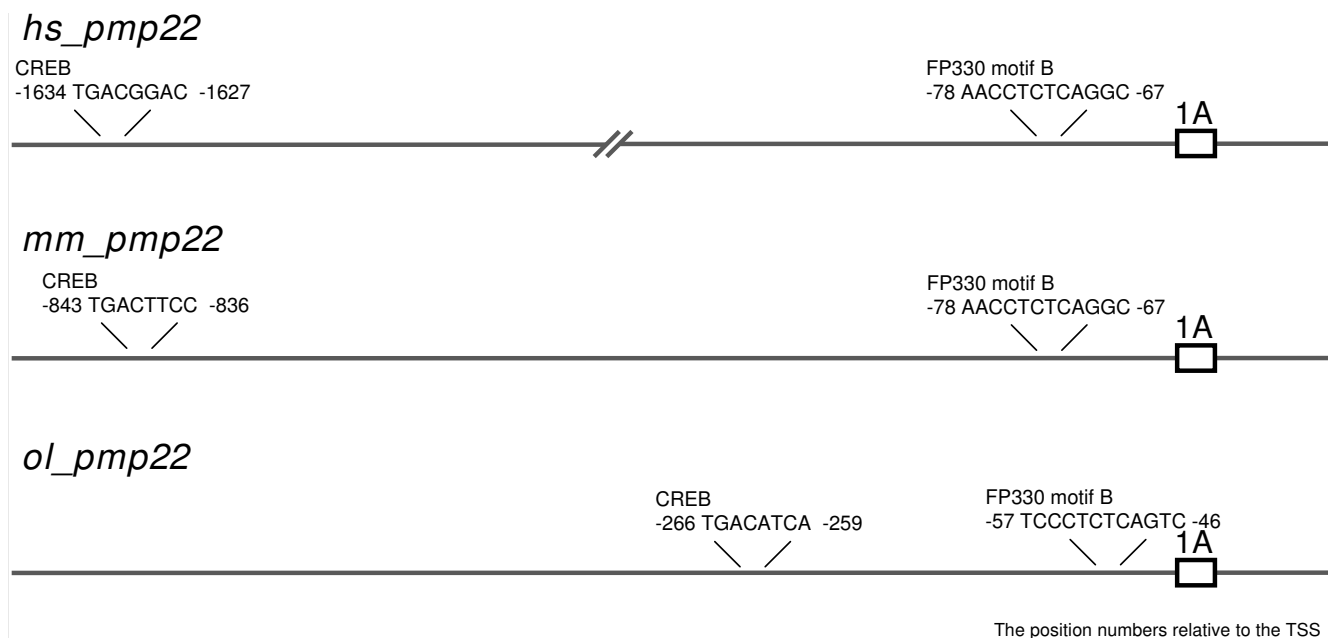 hs_pmp22
CREB
-1634 TGACGGAC -1627
FP330 motif B
-78 AACCTCTCAGGC -67
1A
mm_pmp22
CREB
-843 TGACTTCC -836
FP330 motif B
-78 AACCTCTCAGGC -67
1A
ol_pmp22
CREB
-266 TGACATCA -259
FP330 motif B
-57 TCCCTCTCAGTC -46
1A
The position numbers relative to the TSS